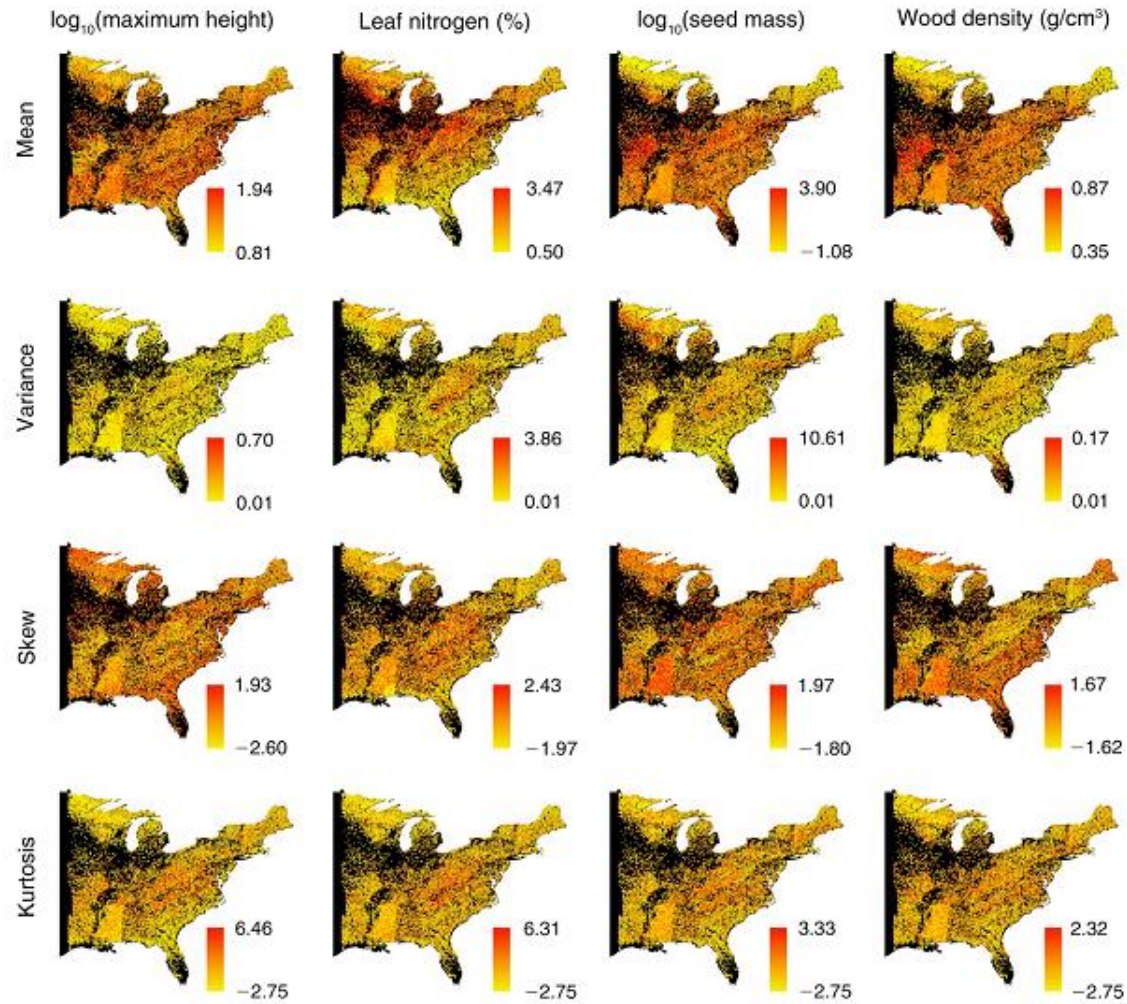 log₁₀(maximum height) Leaf nitrogen (%) log₁₀(seed mass) Wood density (g/cm³)
Mean
1.94 3.47 3.90 0.87
0.81 0.50 −1.08 0.35
Variance
0.70 3.86 10.61 0.17
0.01 0.01 0.01 0.01
Skew
1.93 2.43 1.97 1.67
−2.60 −1.97 −1.80 −1.62
Kurtosis
6.46 6.31 3.33 2.32
−2.75 −2.75 −2.75 −2.75